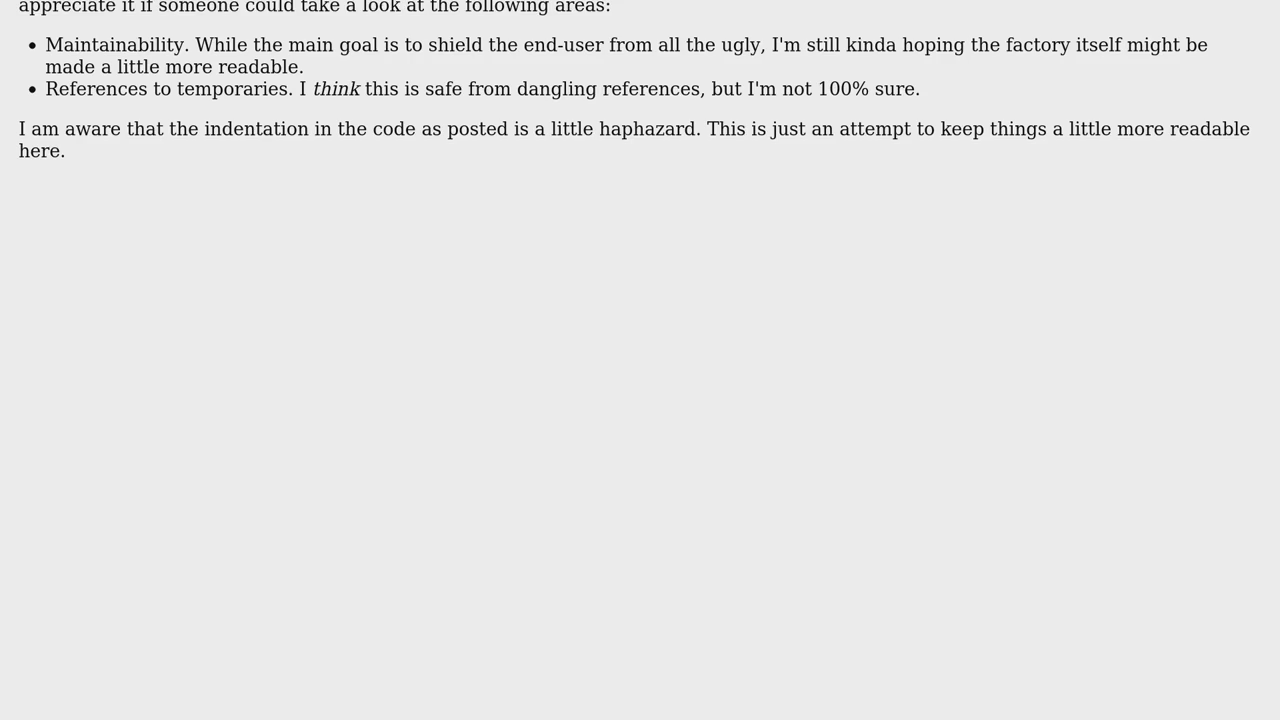 appreciate it if someone could take a look at the following areas:
• Maintainability. While the main goal is to shield the end-user from all the ugly, I'm still kinda hoping the factory itself might be
made a little more readable.
• References to temporaries. I think this is safe from dangling references, but I'm not 100% sure.
I am aware that the indentation in the code as posted is a little haphazard. This is just an attempt to keep things a little more readable
here.